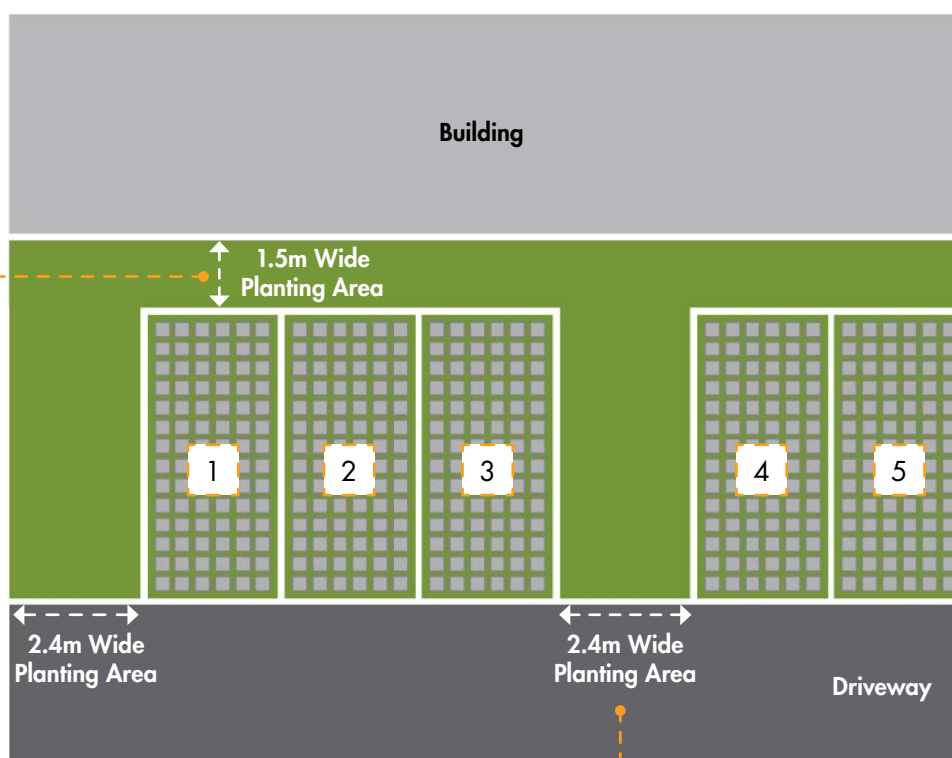 Building
1.5m Wide
Planting Area
1
2
3
4
5
2.4m Wide
Planting Area
2.4m Wide
Planting Area
Driveway